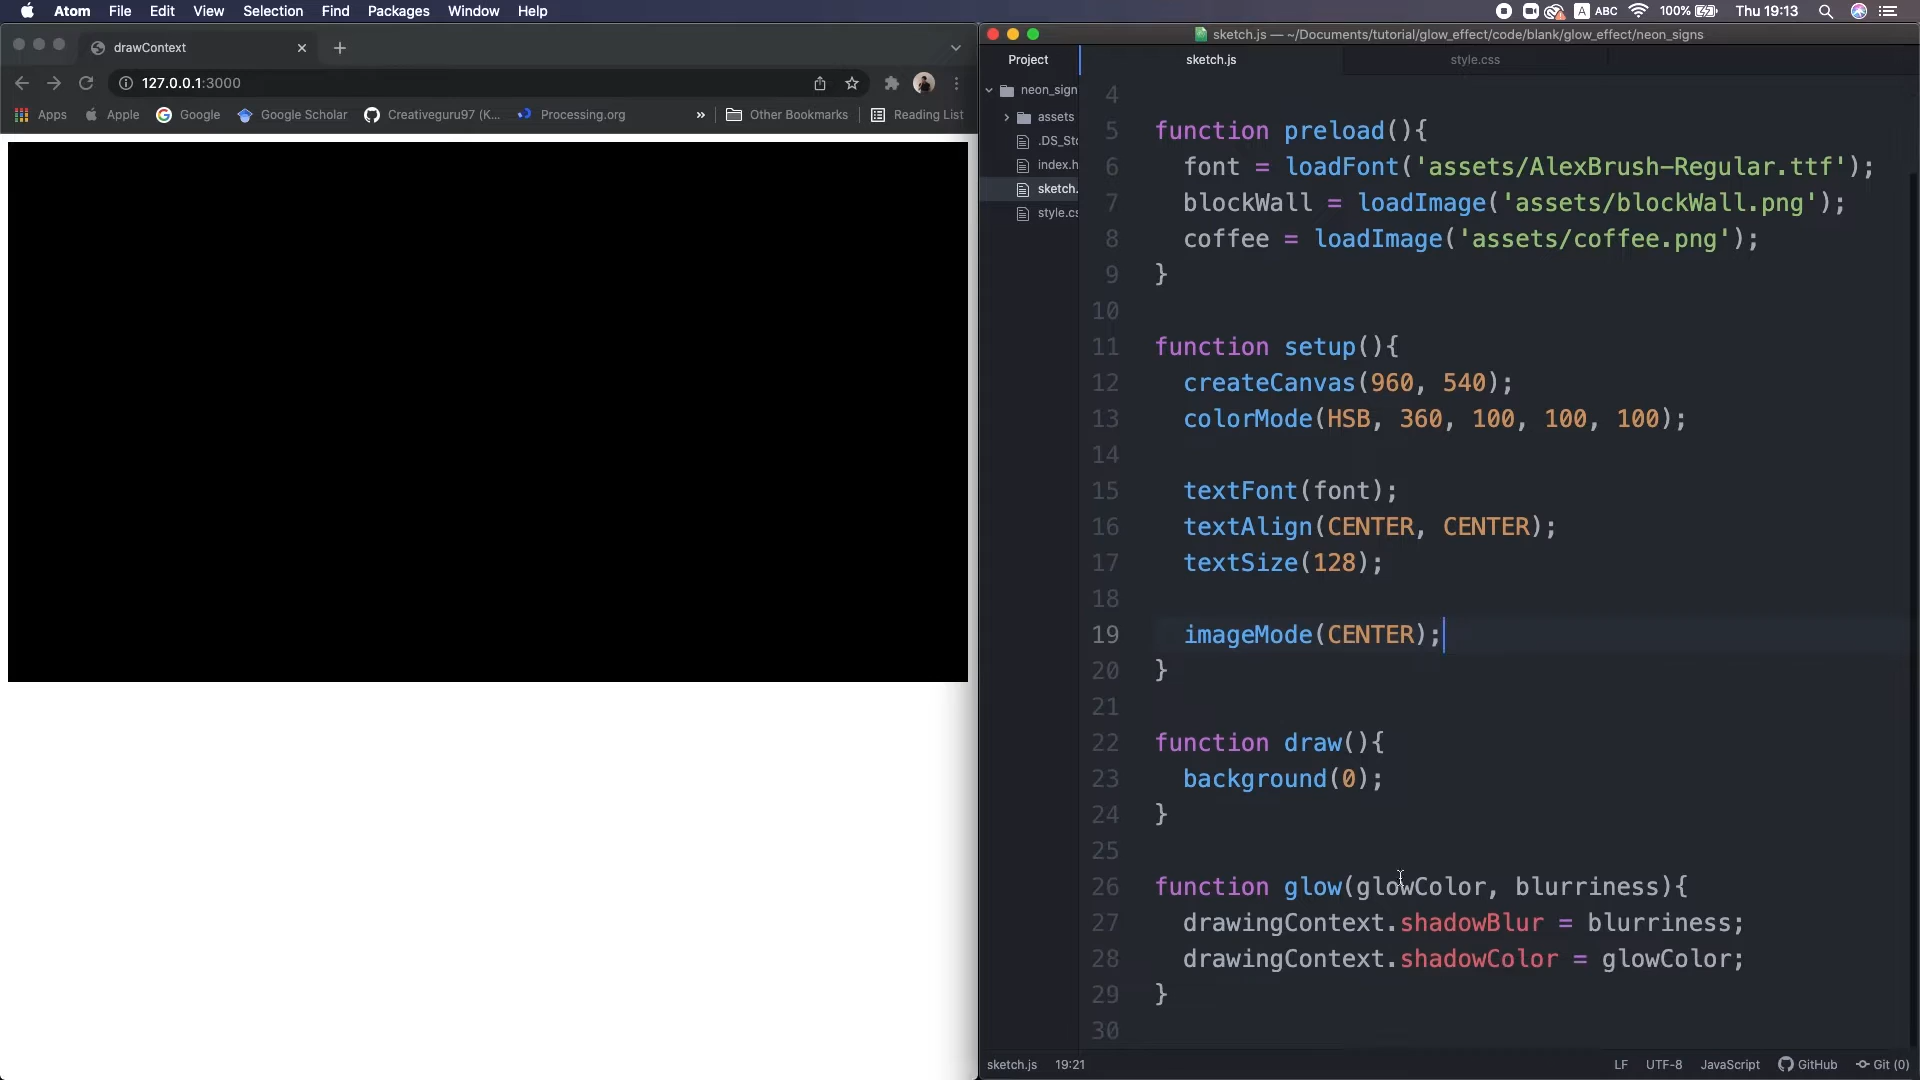 Atom File Edit View Selection Find Packages Window Help
A ABC 100% Thu 19:13
drawContext
127.0.0.1:3000
Apps Apple Google Google Scholar Creativeguru97 (K... Processing.org » Other Bookmarks Reading List
sketch.js — ~/Documents/tutorial/glow_effect/code/blank/glow_effect/neon_signs
Project
sketch.js style.css
neon_sign
assets
.DS_Sto
index.h
sketch.
style.cs
4
5 function preload(){
6 font = loadFont('assets/AlexBrush-Regular.ttf');
7 blockWall = loadImage('assets/blockWall.png');
8 coffee = loadImage('assets/coffee.png');
9 }
10
11 function setup(){
12 createCanvas(960, 540);
13 colorMode(HSB, 360, 100, 100, 100);
14
15 textFont(font);
16 textAlign(CENTER, CENTER);
17 textSize(128);
18
19 imageMode(CENTER);
20 }
21
22 function draw(){
23 background(0);
24 }
25
26 function glow(glowColor, blurriness){
27 drawingContext.shadowBlur = blurriness;
28 drawingContext.shadowColor = glowColor;
29 }
30
sketch.js 19:21 LF UTF-8 JavaScript GitHub Git (0)